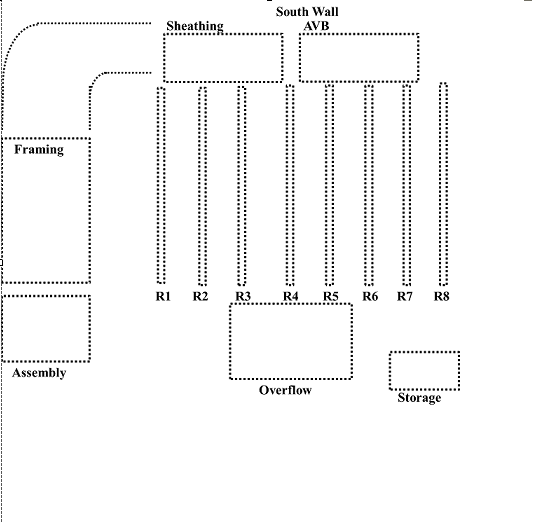 South Wall
Sheathing AVB
Framing
R1 R2 R3 R4 R5 R6 R7 R8
Assembly
Overflow
Storage